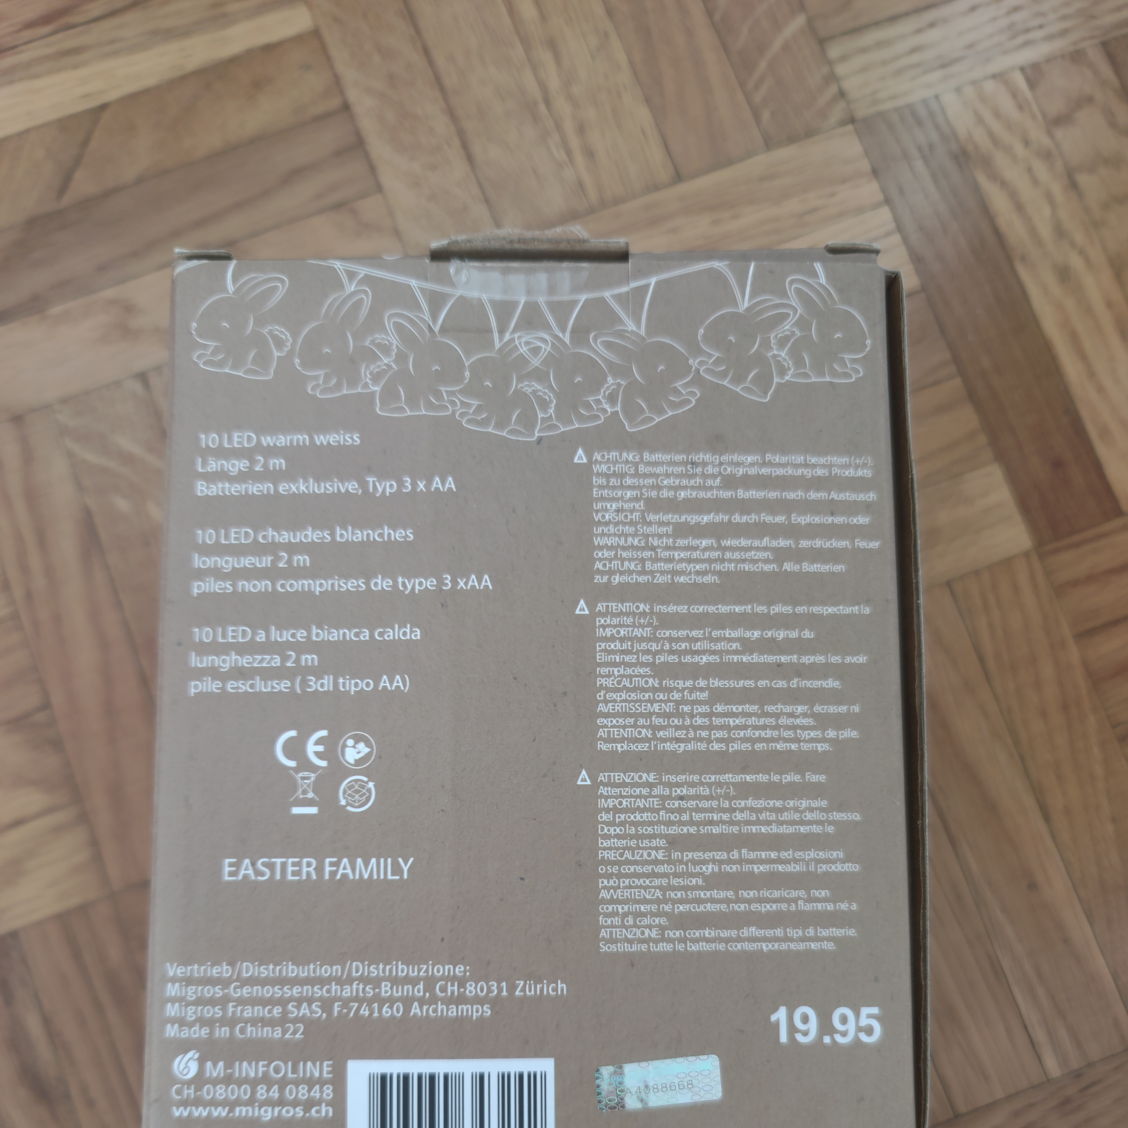 10 LED warm weiss
Länge 2 m
Batterien exklusive, Typ 3 x AA
10 LED chaudes blanches
longueur 2 m
piles non comprises de type 3 xAA
10 LED a luce bianca calda
lunghezza 2 m
pile escluse ( 3dl tipo AA)
CE
EASTER FAMILY
Vertrieb/Distribution/Distribuzione:
Migros-Genossenschafts-Bund, CH-8031 Zürich
Migros France SAS, F-74160 Archamps
Made in China 22
M-INFOLINE
CH-0800 84 0848
www.migros.ch
ACHTUNG: Batterien richtig einlegen. Polarität beachten (+/-).
WICHTIG: Bewahren Sie die Originalverpackung des Produkts
bis zu dessen Gebrauch auf.
Entsorgen Sie die gebrauchten Batterien nach dem Austausch
umgehend.
VORSICHT: Verletzungsgefahr durch Feuer, Explosionen oder
undichte Stellen!
WARNUNG: Nicht zerlegen, wiederaufladen, zerdrücken, Feuer
oder heissen Temperaturen aussetzen.
ACHTUNG: Batterietypen nicht mischen. Alle Batterien
zur gleichen Zeit wechseln.
ATTENTION: insérez correctement les piles en respectant la
polarité (+/-).
IMPORTANT: conservez l'emballage original du
produit jusqu'à son utilisation.
Eliminez les piles usagées immédiatement après les avoir
remplacées.
PRÉCAUTION: risque de blessures en cas d'incendie,
d'explosion ou de fuite!
AVERTISSEMENT: ne pas démonter, recharger, écraser ni
exposer au feu ou à des températures élevées.
ATTENTION: veillez à ne pas confondre les types de pile.
Remplacez l'intégralité des piles en même temps.
ATTENZIONE: inserire correttamente le pile. Fare
Attenzione alla polarità (+/-).
IMPORTANTE: conservare la confezione originale
del prodotto fino al termine della vita utile dello stesso.
Dopo la sostituzione smaltire immediatamente le
batterie usate.
PRECAUZIONE: in presenza di fiamme ed esplosioni
o se conservato in luoghi non impermeabili il prodotto
può provocare lesioni.
AVVERTENZA: non smontare, non ricaricare, non
comprimere né percuotere, non esporre a fiamma né a
fonti di calore.
ATTENZIONE: non combinare differenti tipi di batterie.
Sostituire tutte le batterie contemporaneamente.
19.95